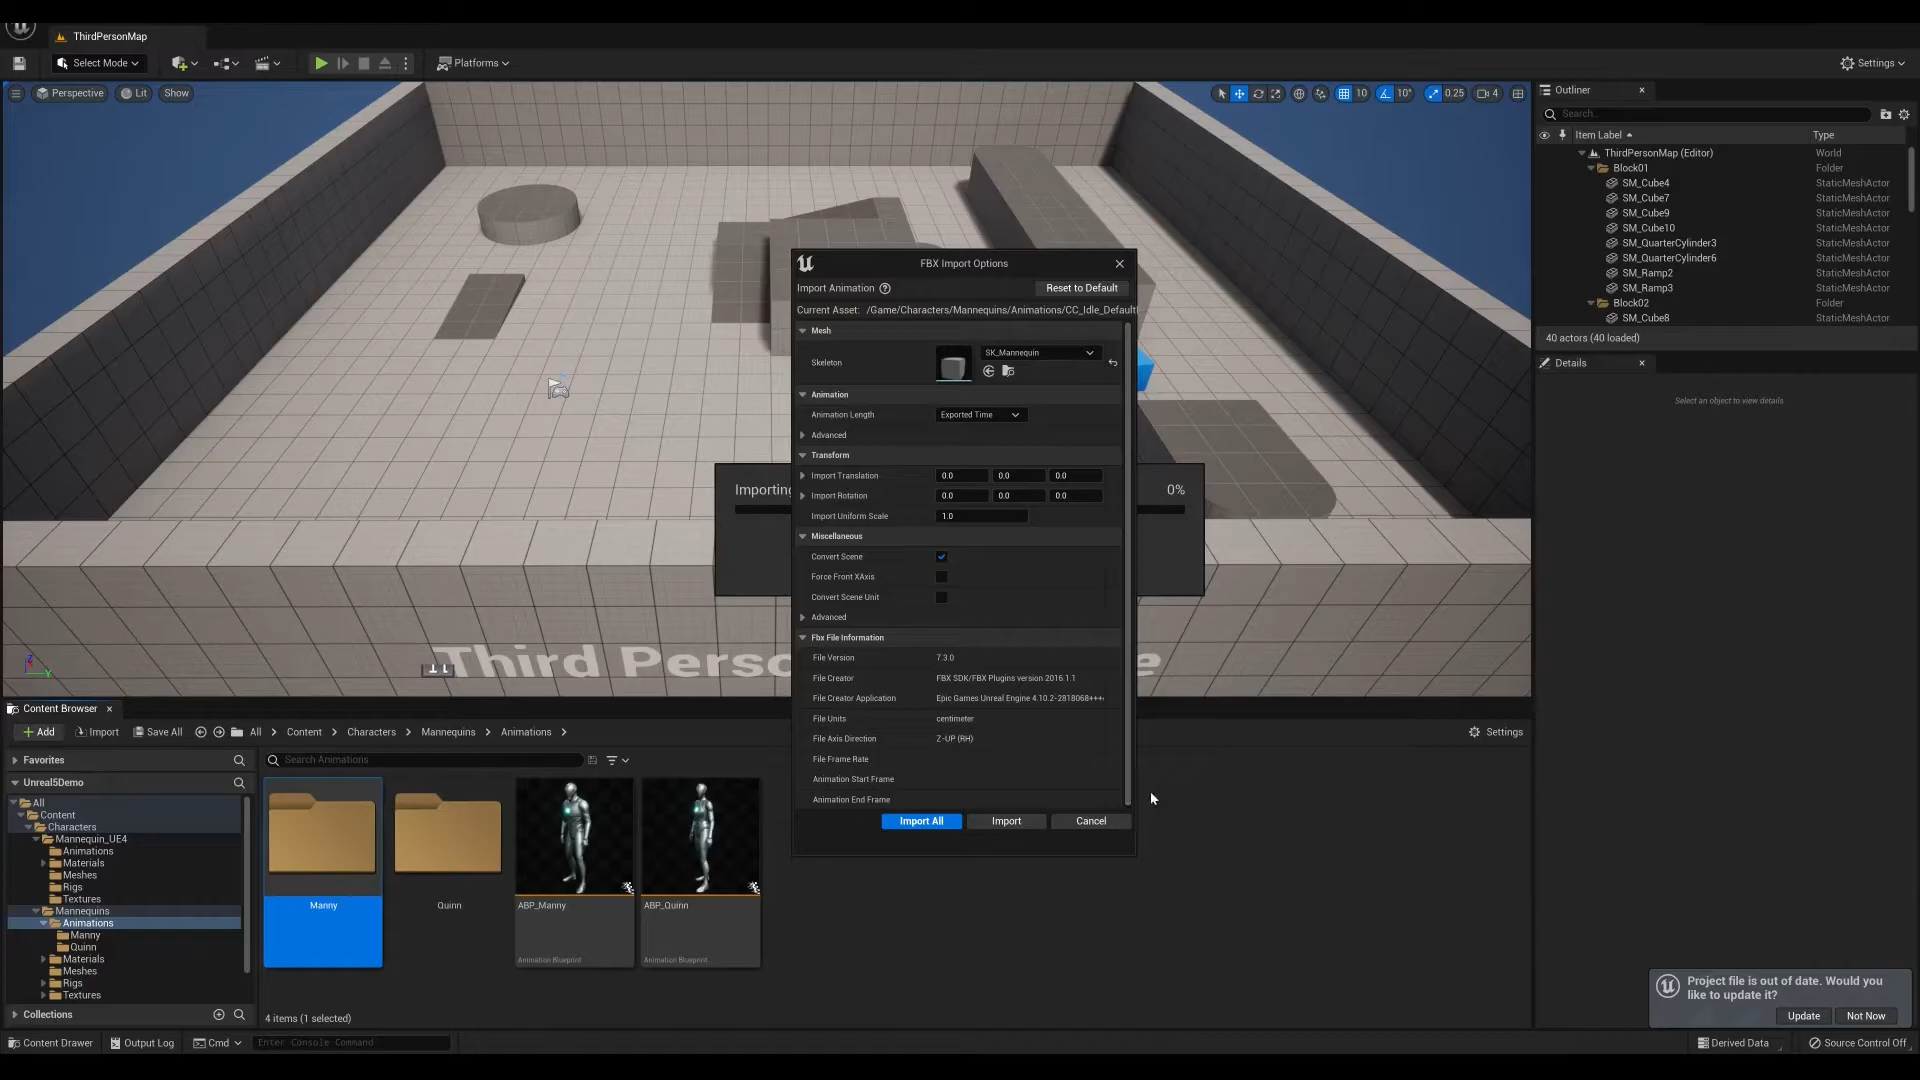 ThirdPersonMap
Select Mode
Platforms
Settings
Perspective
Lit
Show
10
10°
0.25
4
Outliner
Search...
Item Label
Type
ThirdPersonMap (Editor)
World
Block01
Folder
SM_Cube4
StaticMeshActor
SM_Cube7
StaticMeshActor
SM_Cube9
StaticMeshActor
SM_Cube10
StaticMeshActor
SM_QuarterCylinder3
StaticMeshActor
SM_QuarterCylinder6
StaticMeshActor
SM_Ramp2
StaticMeshActor
SM_Ramp3
StaticMeshActor
Block02
Folder
SM_Cube8
StaticMeshActor
40 actors (40 loaded)
Details
Select an object to view details
FBX Import Options
Import Animation
Reset to Default
Current Asset: /Game/Characters/Mannequins/Animations/CC_Idle_Default
Mesh
Skeleton
SK_Mannequin
Animation
Animation Length
Exported Time
Advanced
Transform
Import Translation
0.0
0.0
0.0
Import Rotation
0.0
0.0
0.0
Import Uniform Scale
1.0
Miscellaneous
Convert Scene
Force Front XAxis
Convert Scene Unit
Advanced
Fbx File Information
File Version
7.3.0
File Creator
FBX SDK/FBX Plugins version 2016.1.1
File Creator Application
Epic Games Unreal Engine 4.10.2-2818068+++
File Units
centimeter
File Axis Direction
Z-UP (RH)
File Frame Rate
Animation Start Frame
Animation End Frame
Import All
Import
Cancel
Importing
0%
Third Perso
e
Z
Y
Content Browser
Add
Import
Save All
All
Content
Characters
Mannequins
Animations
Settings
Favorites
Search Animations
Unreal5Demo
All
Content
Characters
Mannequin_UE4
Animations
Materials
Meshes
Rigs
Textures
Mannequins
Animations
Manny
Quinn
Materials
Meshes
Rigs
Textures
Collections
Manny
Quinn
ABP_Manny
Animation Blueprint
ABP_Quinn
Animation Blueprint
4 items (1 selected)
Project file is out of date. Would you
like to update it?
Update
Not Now
Content Drawer
Output Log
Cmd
Enter Console Command
Derived Data
Source Control Off